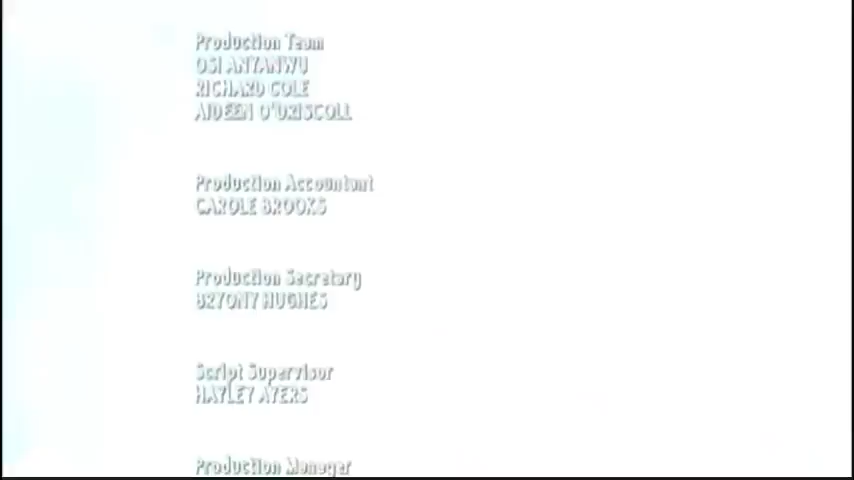 Production Team
OSI ANYANWU
RICHARD COLE
AIDEEN O'DRISCOLL
Production Accountant
CAROLE BROOKS
Production Secretary
BRYONY HUGHES
Script Supervisor
HAYLEY AYERS
Production Manager